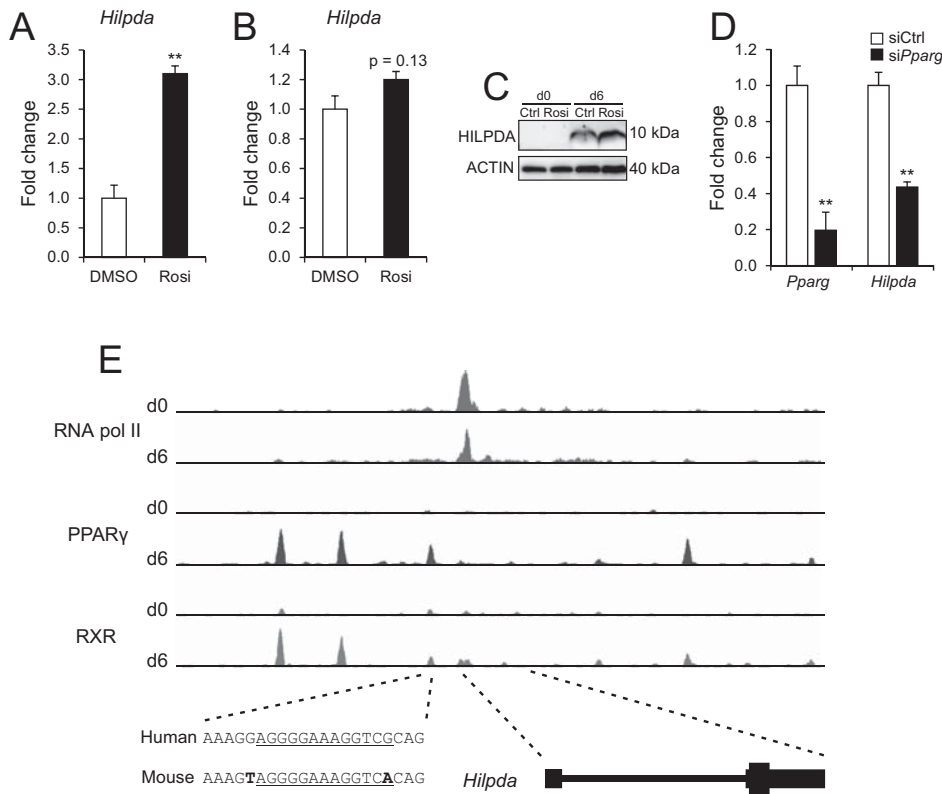 A
Hilpda
Fold change
3.5
3.0
2.5
2.0
1.5
1.0
0.5
0.0
**
DMSO Rosi
B
Hilpda
Fold change
1.4
1.2
1.0
0.8
0.6
0.4
0.2
0.0
p = 0.13
DMSO Rosi
C
d0 d6
Ctrl Rosi Ctrl Rosi
HILPDA 10 kDa
ACTIN 40 kDa
D
siCtrl
siPparg
Fold change
1.2
1.0
0.8
0.6
0.4
0.2
0.0
**
**
Pparg Hilpda
E
RNA pol II
d0
d6
PPARγ
d0
d6
RXR
d0
d6
Human AAAGGAGGGGAAAGGTCGCAG
Mouse AAAGTAGGGGAAAGGTCACAG
Hilpda